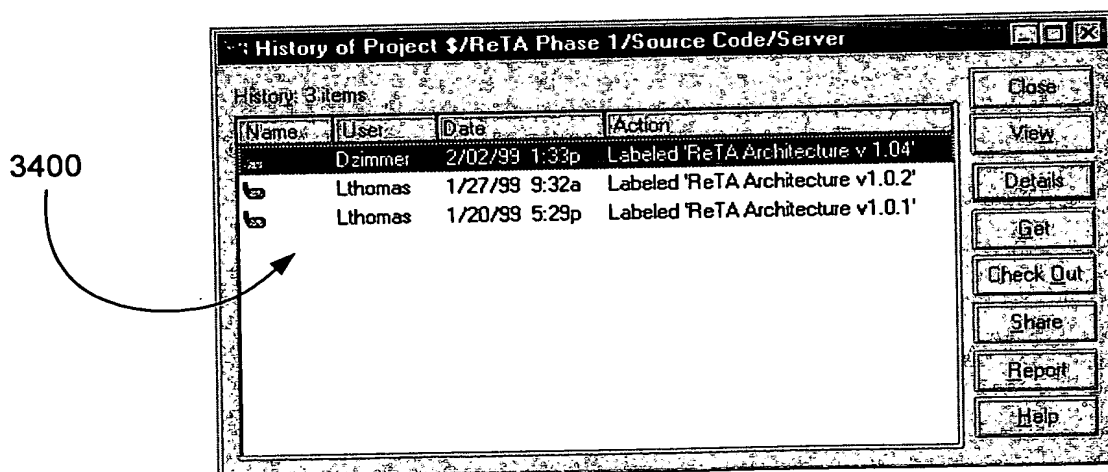 History of Project $/ReTA Phase 1/Source Code/Server
History: 3 items
Name User Date Action
Dzimmer 2/02/99 1:33p Labeled 'ReTA Architecture v 1.04'
Lthomas 1/27/99 9:32a Labeled 'ReTA Architecture v1.0.2'
Lthomas 1/20/99 5:29p Labeled 'ReTA Architecture v1.0.1'
Close
View
Details
Get
Check Out
Share
Report
Help
3400